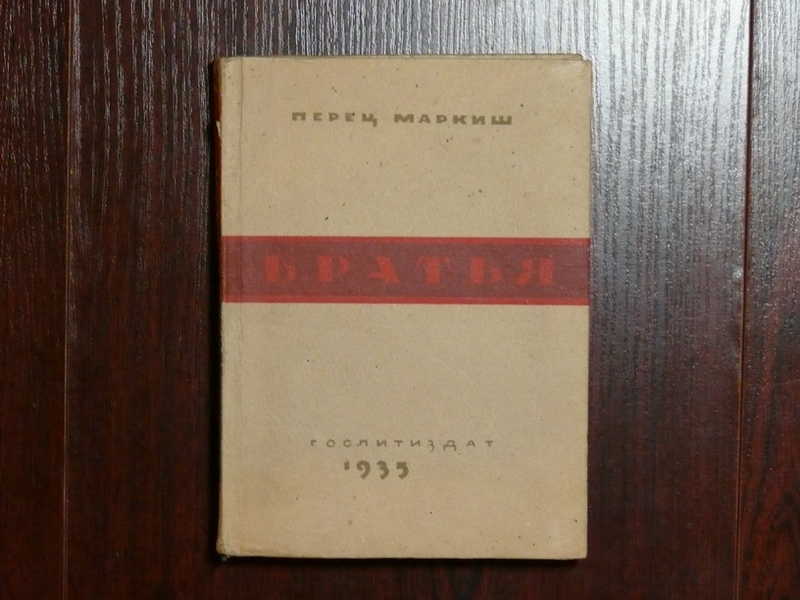 ПЕРЕЦ МАРКИШ
БРАТЬЯ
ГОСЛИТИЗДАТ
1935